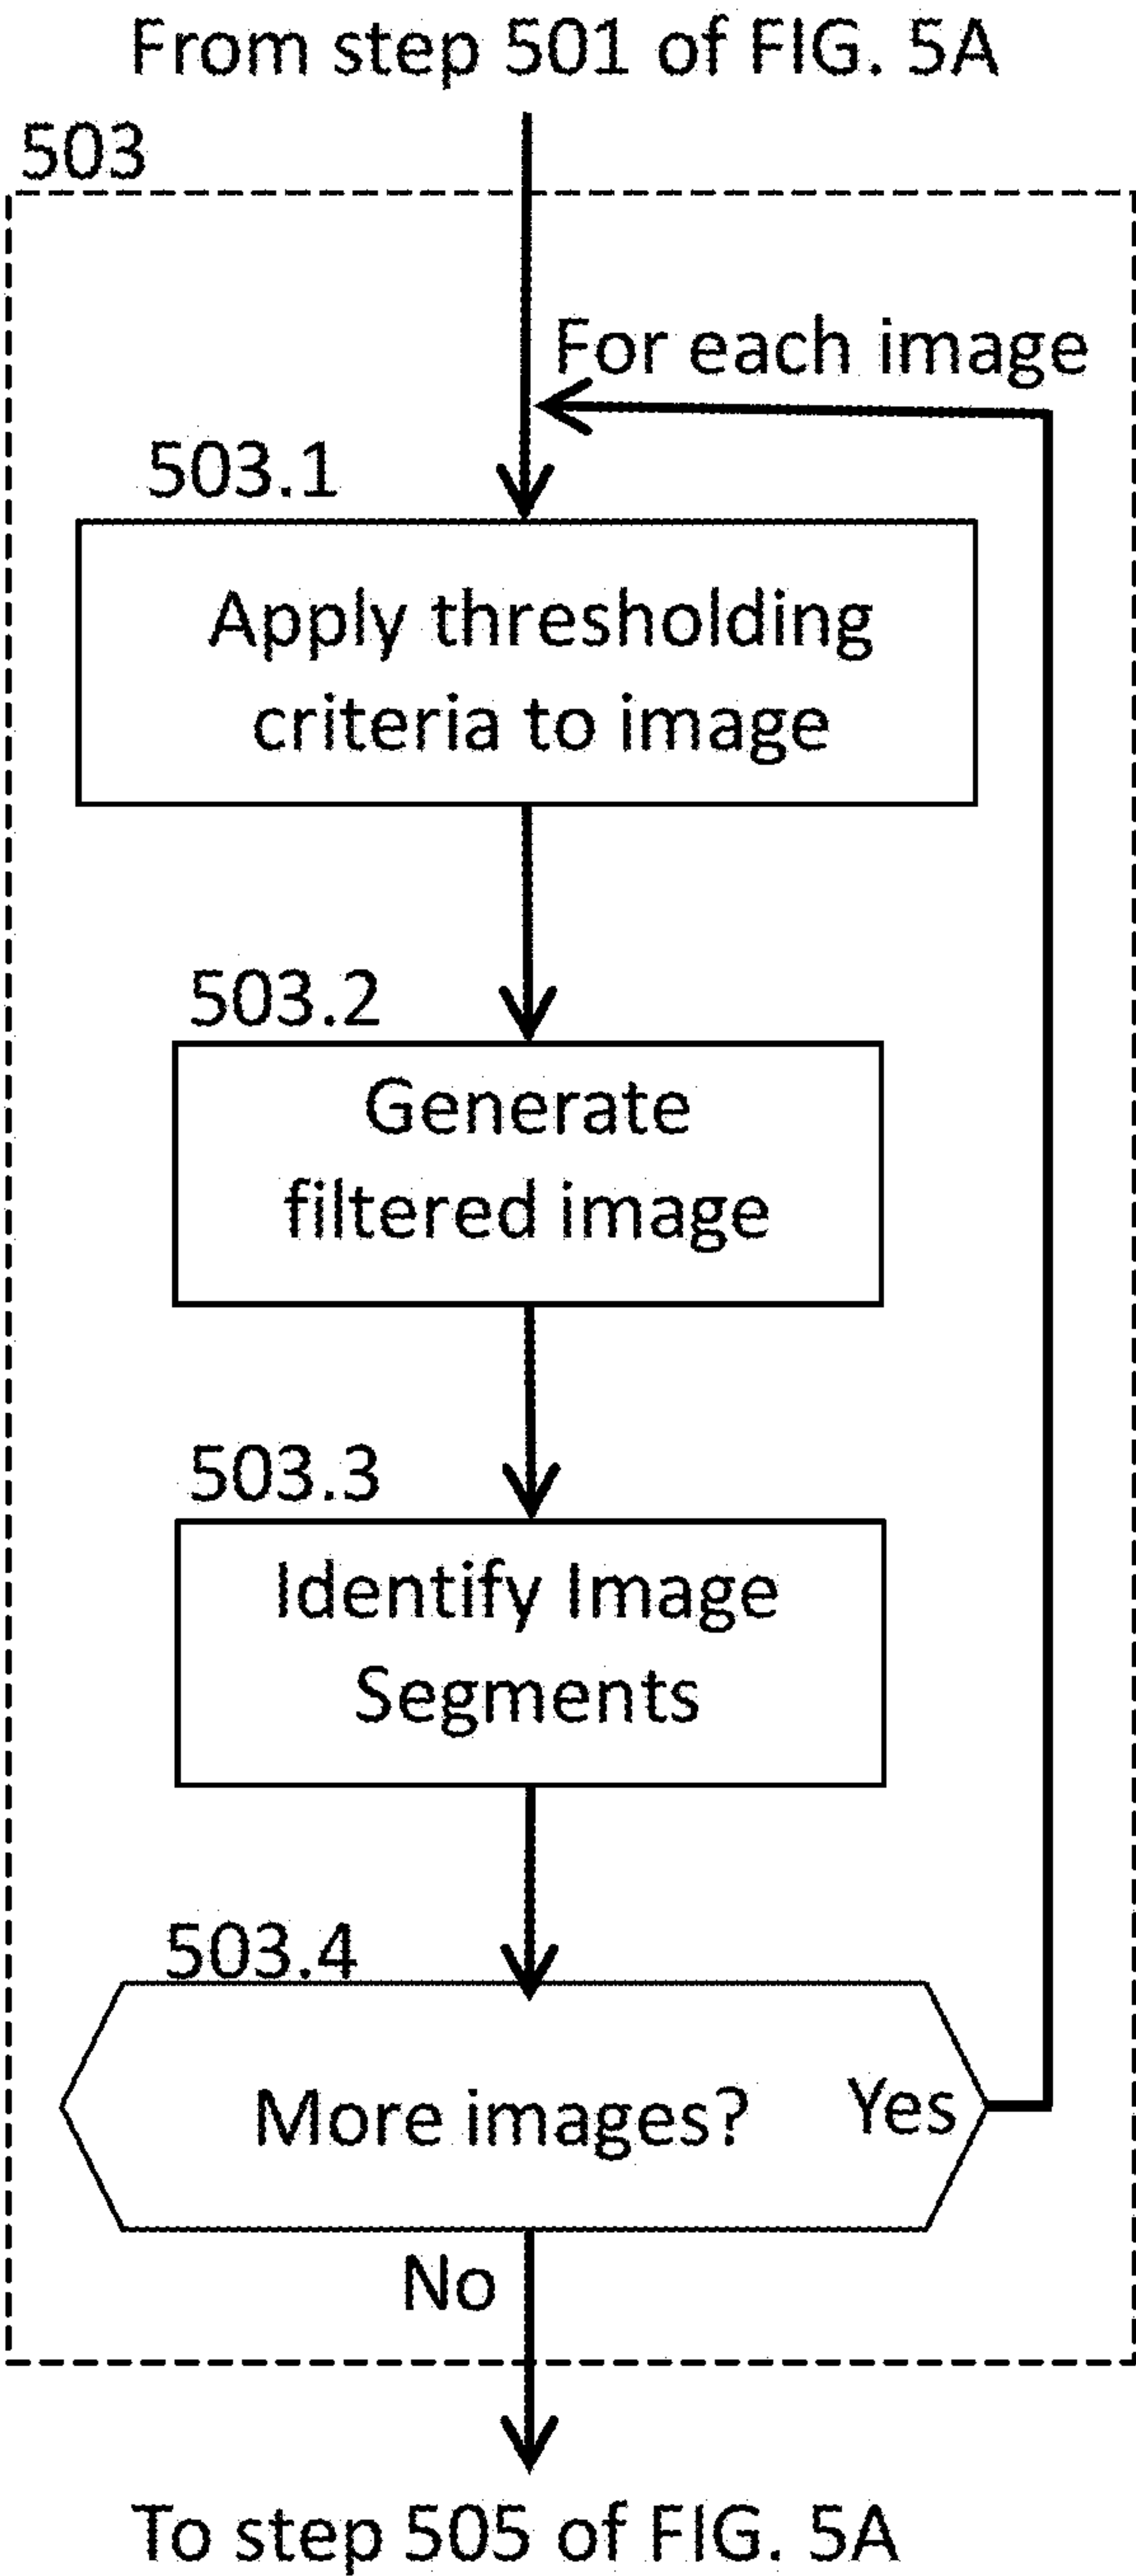 From step 501 of FIG. 5A
503
For each image
503.1
Apply thresholding
criteria to image
503.2
Generate
filtered image
503.3
Identify Image
Segments
503.4
More images?
Yes
No
To step 505 of FIG. 5A